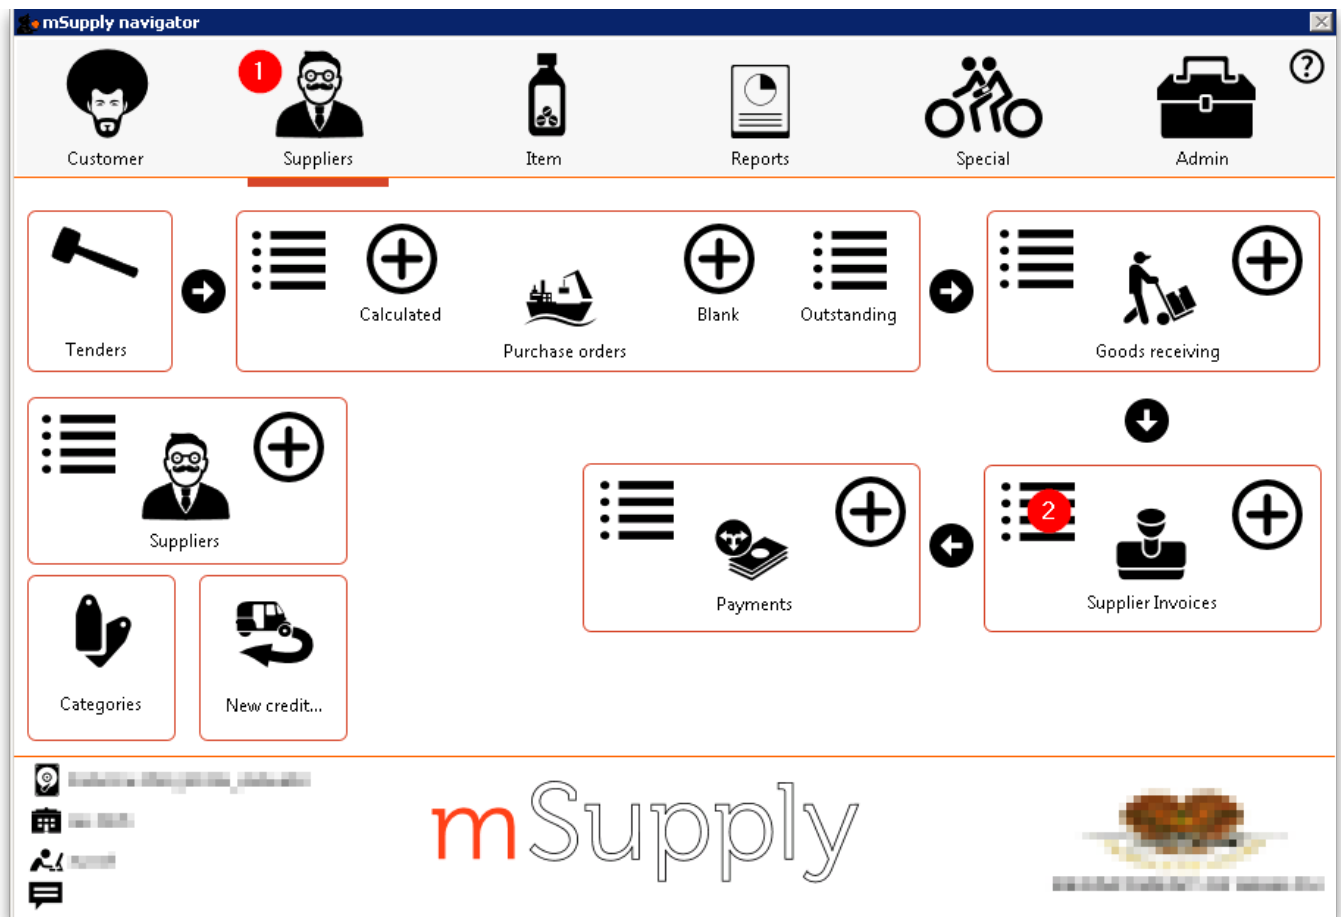 mSupply navigator
1
?
Customer
Suppliers
Item
Reports
Special
Admin
Tenders
Calculated
Blank
Outstanding
Purchase orders
Goods receiving
Suppliers
Payments
2
Supplier Invoices
Categories
New credit...
mSupply